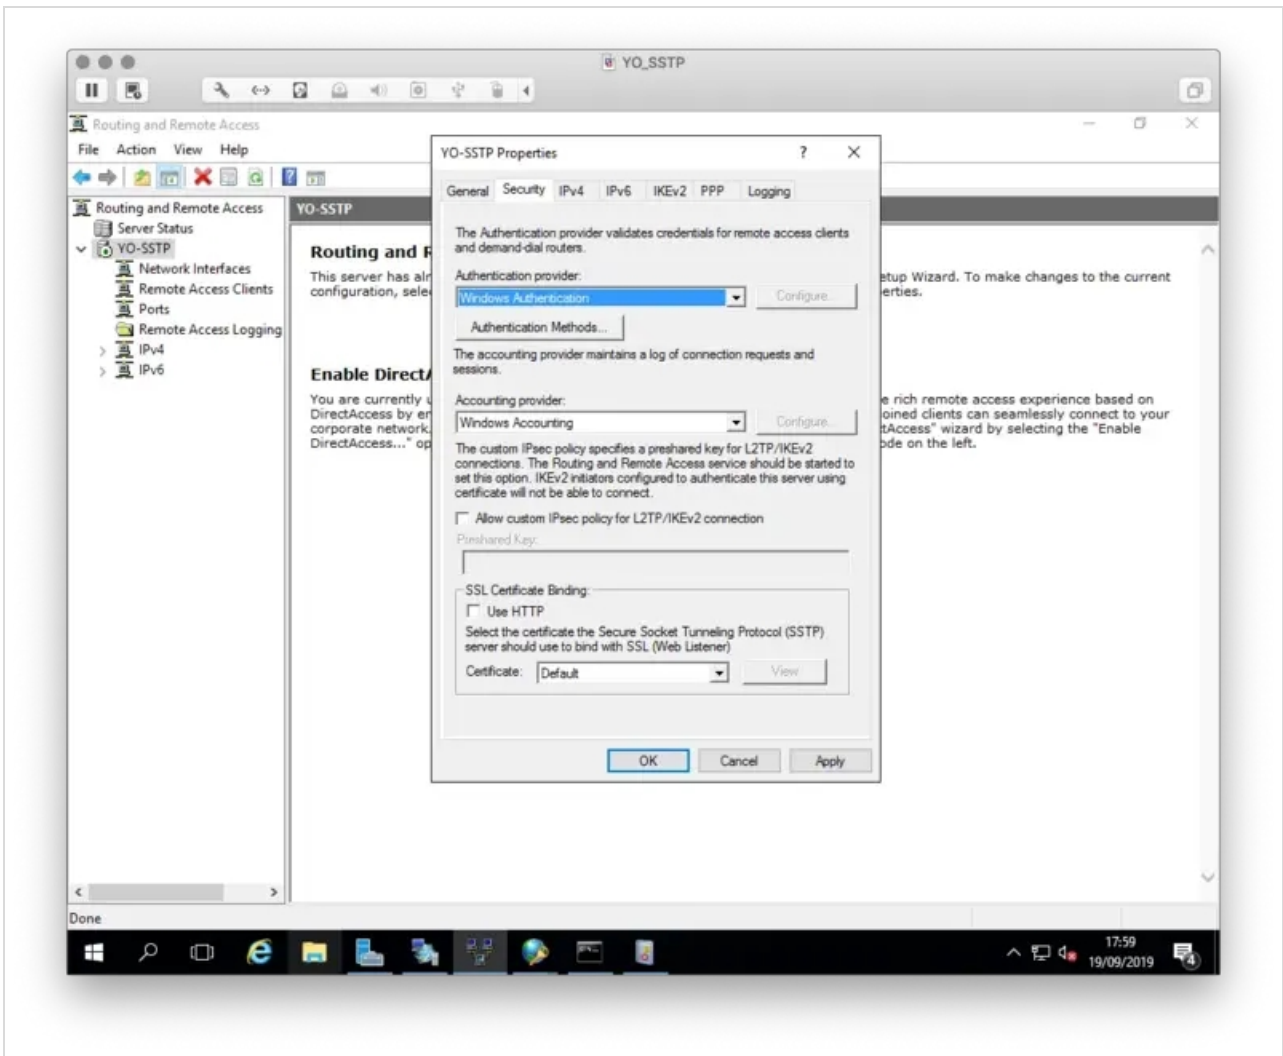 YO_SSTP
Routing and Remote Access
File Action View Help
Routing and Remote Access
Server Status
YO-SSTP
Network Interfaces
Remote Access Clients
Ports
Remote Access Logging
IPv4
IPv6
YO-SSTP
Routing and R
This server has alr
etup Wizard. To make changes to the current
configuration, sele
erties.
Enable DirectA
You are currently u
e rich remote access experience based on
DirectAccess by en
oined clients can seamlessly connect to your
corporate network.
tAccess" wizard by selecting the "Enable
DirectAccess..." op
ode on the left.
YO-SSTP Properties
General Security IPv4 IPv6 IKEv2 PPP Logging
The Authentication provider validates credentials for remote access clients
and demand-dial routers.
Authentication provider:
Windows Authentication Configure...
Authentication Methods...
The accounting provider maintains a log of connection requests and
sessions.
Accounting provider:
Windows Accounting Configure...
The custom IPsec policy specifies a preshared key for L2TP/IKEv2
connections. The Routing and Remote Access service should be started to
set this option. IKEv2 initiators configured to authenticate this server using
certificate will not be able to connect.
Allow custom IPsec policy for L2TP/IKEv2 connection
Preshared Key:
SSL Certificate Binding:
Use HTTP
Select the certificate the Secure Socket Tunneling Protocol (SSTP)
server should use to bind with SSL (Web Listener)
Certificate: Default View
OK Cancel Apply
Done
17:59
19/09/2019
4